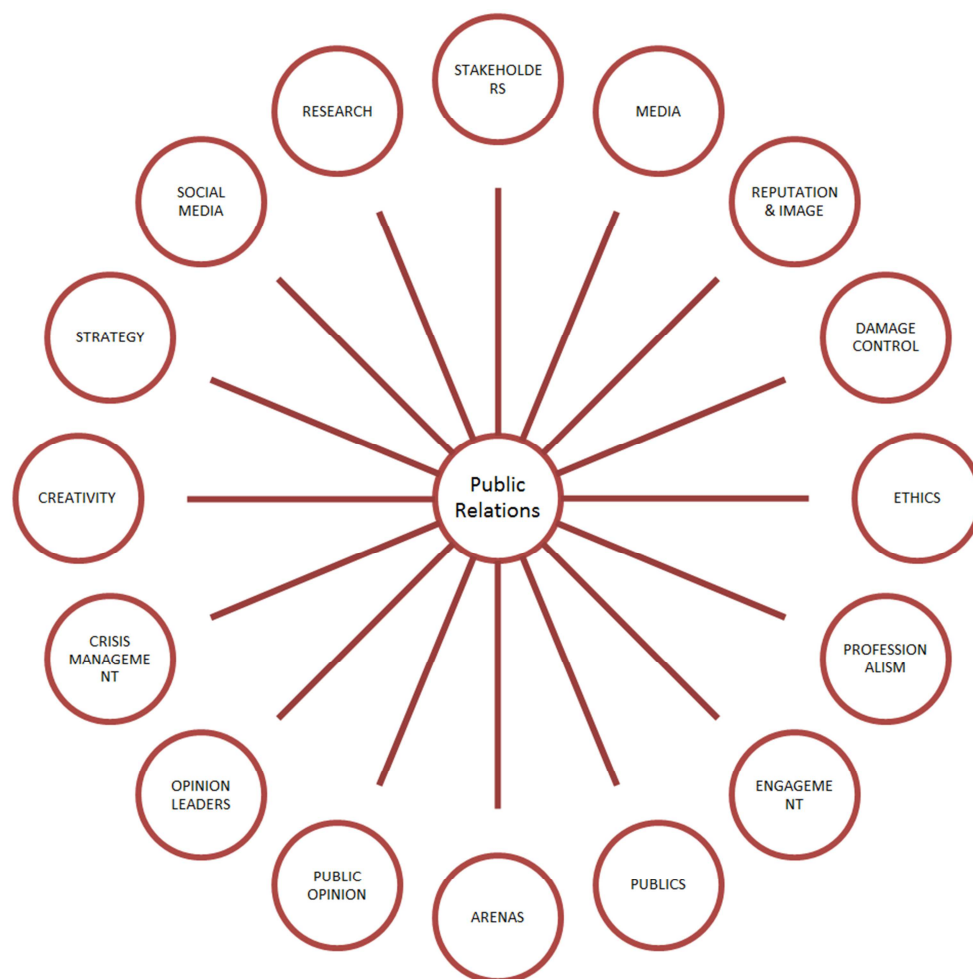 STAKEHOLDE
RS
MEDIA
REPUTATION
& IMAGE
DAMAGE
CONTROL
ETHICS
PROFESSION
ALISM
ENGAGEME
NT
PUBLICS
ARENAS
PUBLIC
OPINION
OPINION
LEADERS
CRISIS
MANAGEME
NT
CREATIVITY
STRATEGY
SOCIAL
MEDIA
RESEARCH
Public
Relations